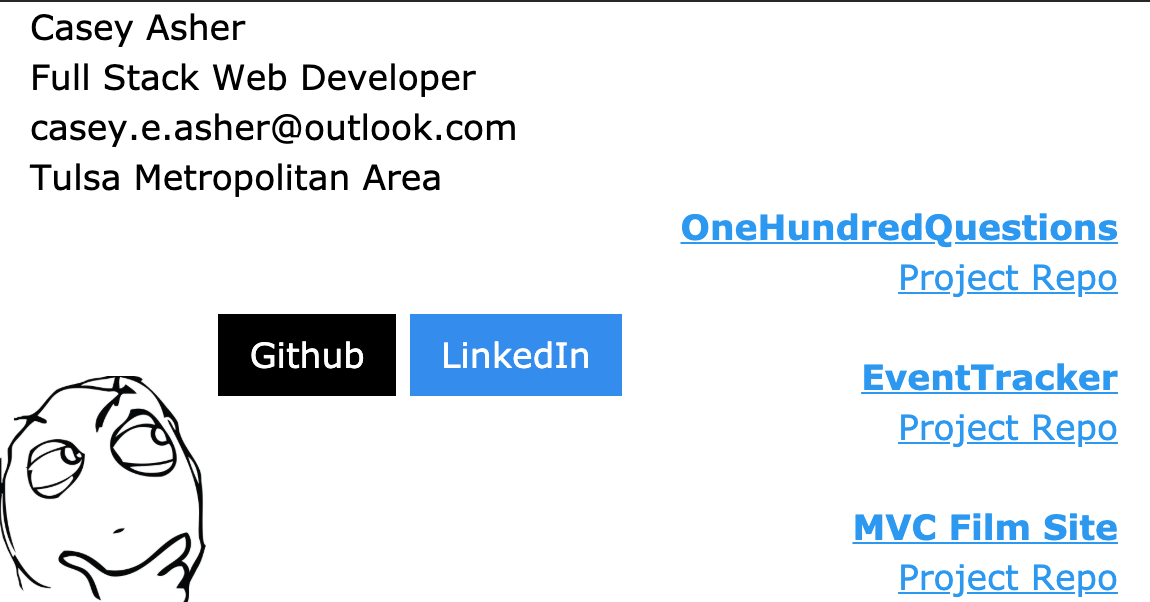 Casey Asher
Full Stack Web Developer
casey.e.asher@outlook.com
Tulsa Metropolitan Area
OneHundredQuestions
Project Repo
Github
LinkedIn
EventTracker
Project Repo
MVC Film Site
Project Repo